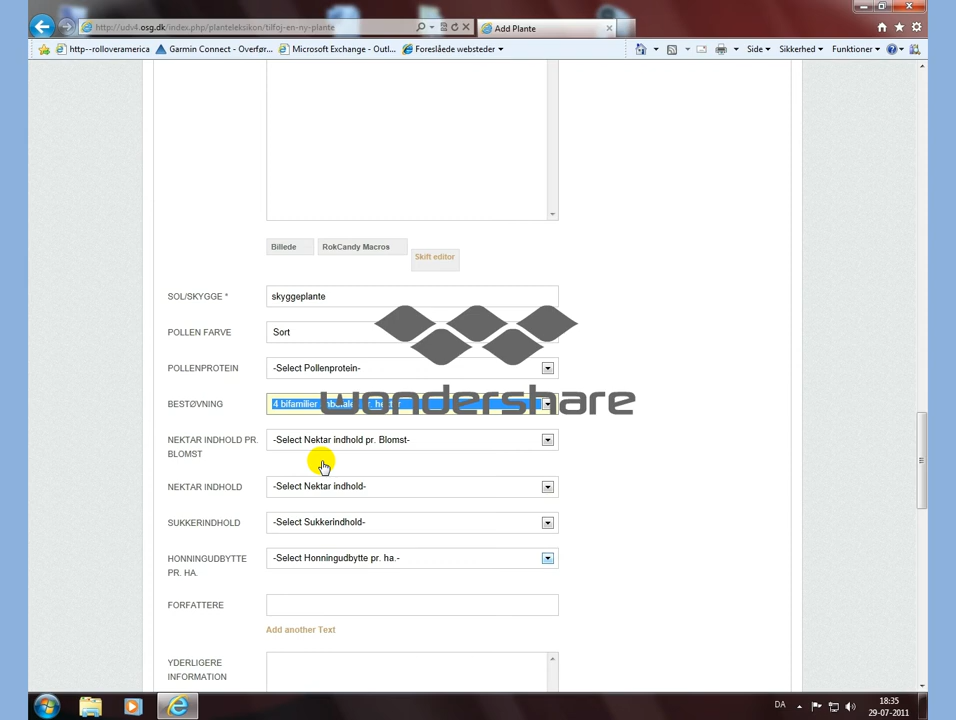 http://udv4.osg.dk/index.php/planteleksikon/tilfoj-en-ny-plante
Add Plante
http--rolloveramerica
Garmin Connect - Overfør...
Microsoft Exchange - Outl...
Foreslåede websteder
Side
Sikkerhed
Funktioner
Billede
RokCandy Macros
Skift editor
SOL/SKYGGE *
skyggeplante
POLLEN FARVE
Sort
POLLENPROTEIN
-Select Pollenprotein-
BESTØVNING
4 bifamilier
wondershare
NEKTAR INDHOLD PR.
BLOMST
-Select Nektar indhold pr. Blomst-
NEKTAR INDHOLD
-Select Nektar indhold-
SUKKERINDHOLD
-Select Sukkerindhold-
HONNINGUDBYTTE
PR. HA.
-Select Honningudbytte pr. ha.-
FORFATTERE
Add another Text
YDERLIGERE
INFORMATION
DA
18:35
29-07-2011